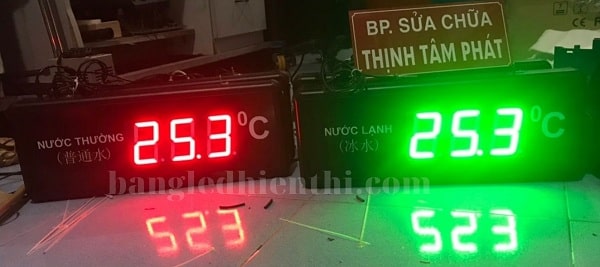 BP. SỬA CHỮA
THỊNH TÂM PHÁT
NƯỚC THƯỜNG
(普通水)
25.3 °C
NƯỚC LẠNH
(冰水)
25.3 °C
bangledhienthi.com